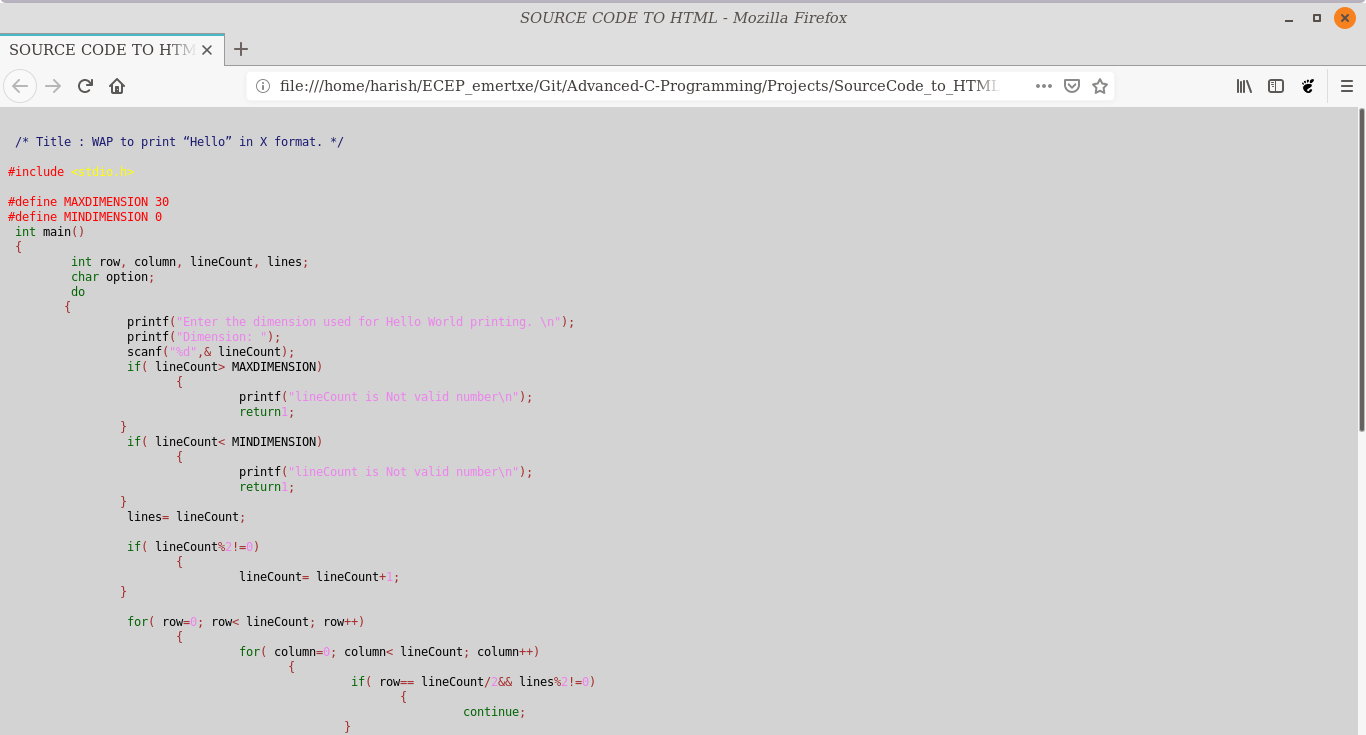 SOURCE CODE TO HTML - Mozilla Firefox
SOURCE CODE TO HTM
file:///home/harish/ECEP_emertxe/Git/Advanced-C-Programming/Projects/SourceCode_to_HTML
/* Title : WAP to print “Hello” in X format. */
#include <stdio.h>
#define MAXDIMENSION 30
#define MINDIMENSION 0
int main()
{
int row, column, lineCount, lines;
char option;
do
{
printf("Enter the dimension used for Hello World printing. \n");
printf("Dimension: ");
scanf("%d",& lineCount);
if( lineCount> MAXDIMENSION)
{
printf("lineCount is Not valid number\n");
return1;
}
if( lineCount< MINDIMENSION)
{
printf("lineCount is Not valid number\n");
return1;
}
lines= lineCount;
if( lineCount%2!=0)
{
lineCount= lineCount+1;
}
for( row=0; row< lineCount; row++)
{
for( column=0; column< lineCount; column++)
{
if( row== lineCount/2&& lines%2!=0)
{
continue;
}